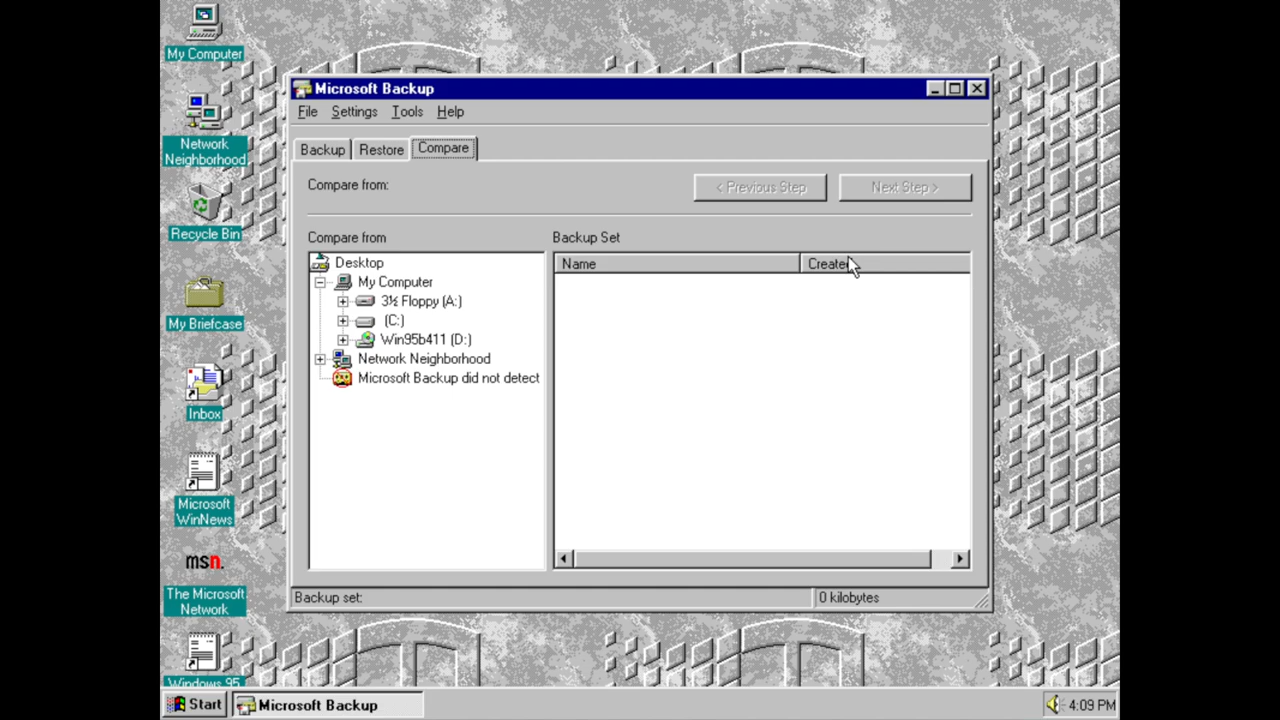 My Computer
Network
Neighborhood
Recycle Bin
My Briefcase
Inbox
Microsoft
WinNews
msn.
The Microsoft
Network
Windows 95
Microsoft Backup
File Settings Tools Help
Backup Restore Compare
Compare from:
< Previous Step Next Step >
Compare from
Desktop
My Computer
3½ Floppy (A:)
(C:)
Win95b411 (D:)
Network Neighborhood
Microsoft Backup did not detect
Backup Set
Name Created
Backup set: 0 kilobytes
Start Microsoft Backup 4:09 PM